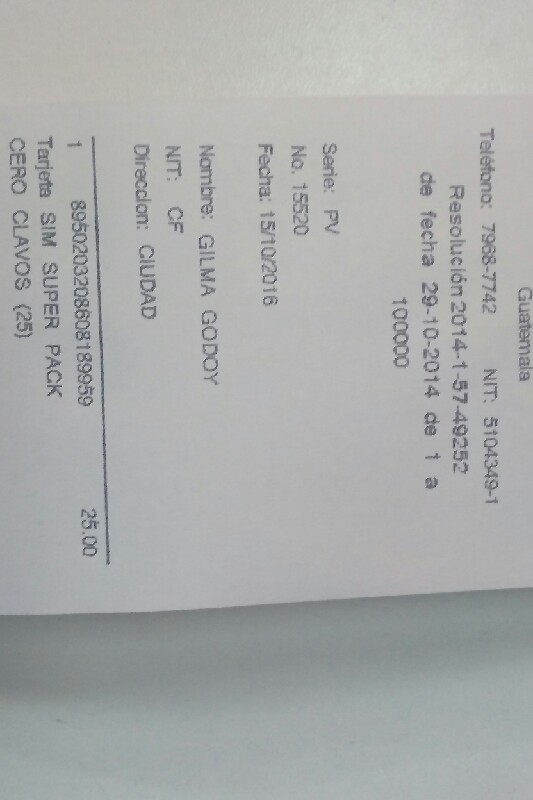 Guatemala
Teléfono: 7968-7742 NIT: 5104349-1
Resolución 2014-1-57-49252
de fecha 29-10-2014 de 1 a
100000
Serie: PV
No. 15520
Fecha: 15/10/2016
Nombre: GILMA GODOY
NIT: CF
Direccion: CIUDAD
1 8950203208608189959 25.00
Tarjeta SIM SUPER PACK
CERO CLAVOS (25)